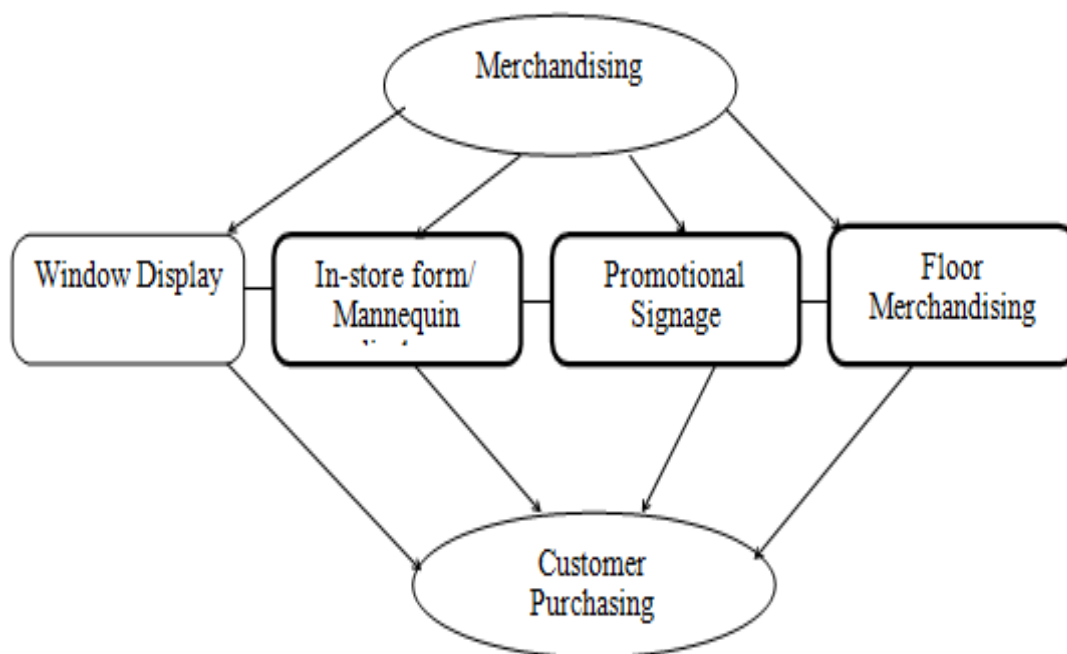 Merchandising
Window Display
In-store form/
Mannequin
Promotional
Signage
Floor
Merchandising
Customer
Purchasing